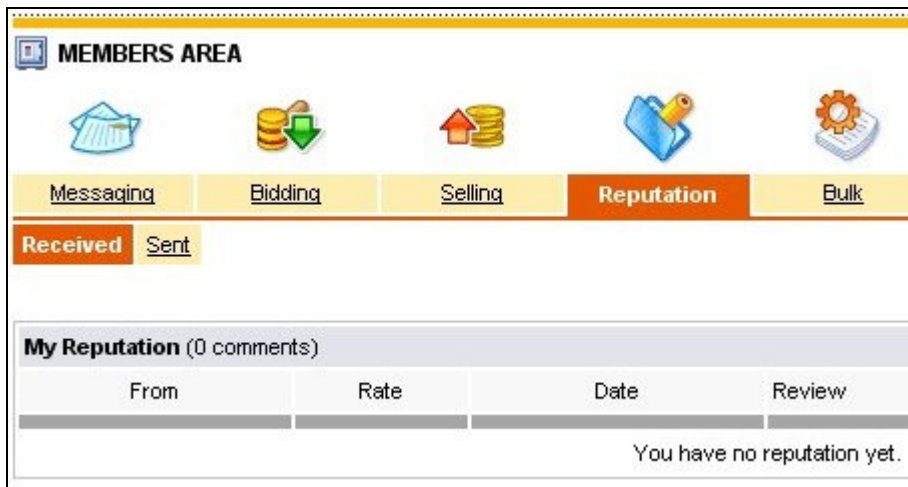 MEMBERS AREA
Messaging Bidding Selling Reputation Bulk
Received Sent
My Reputation (0 comments)
From Rate Date Review
You have no reputation yet.